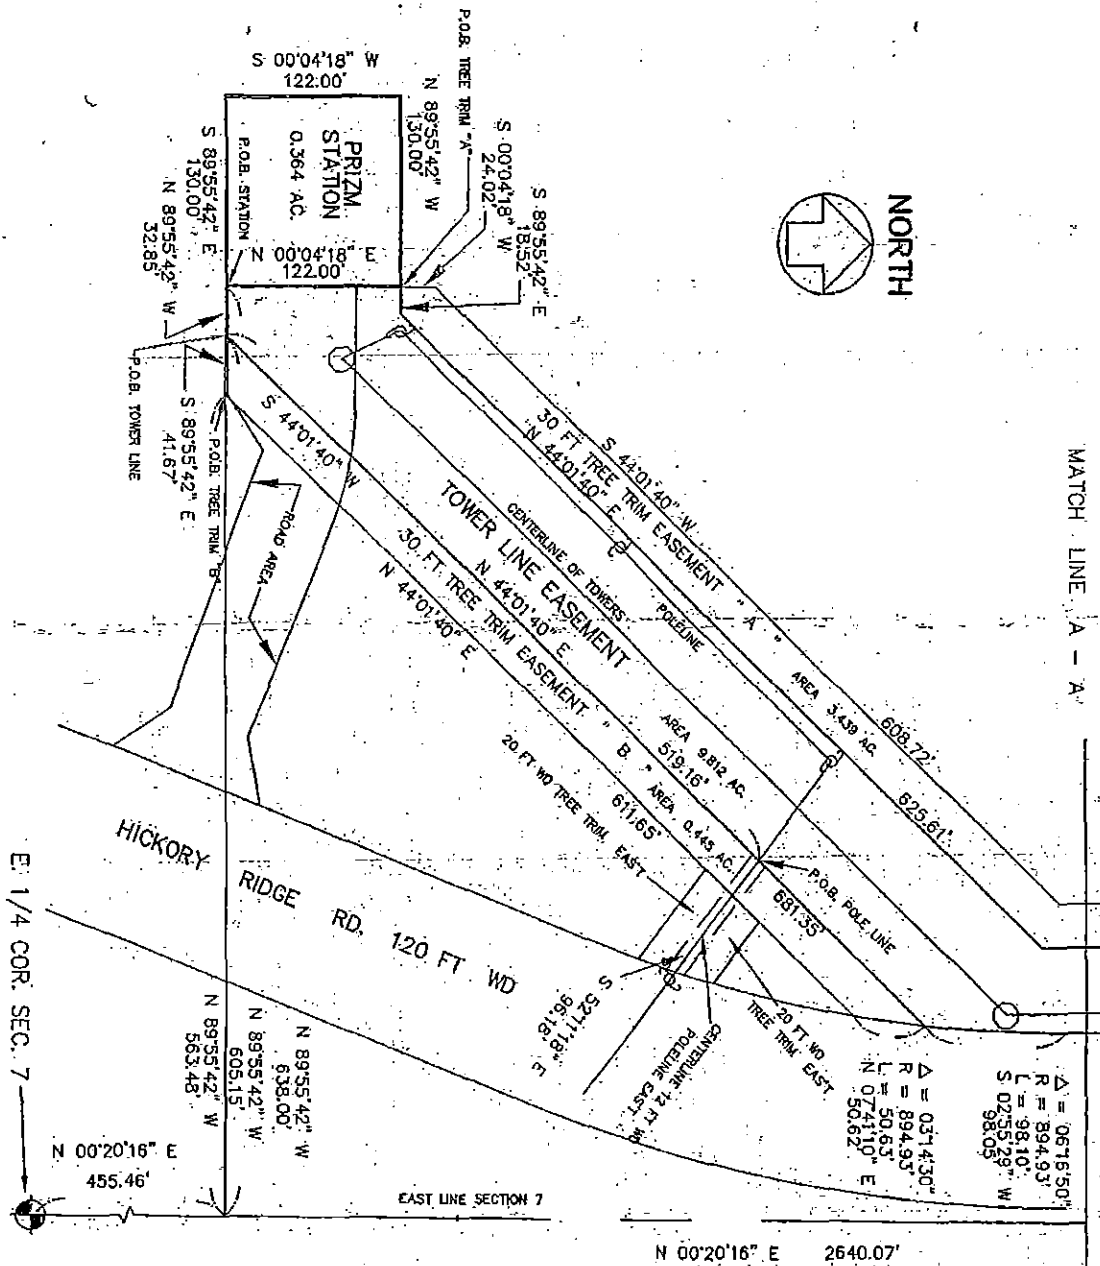 S 00°04'18" W
122.00'
P.O.B. TREE TRIM "A"
N 89°55'42" W
130.00'
S 00°04'18" W
24.02'
S 89°55'42" E
18.52'
PRIZM
STATION
0.364 AC.
P.O.B. STATION
N 00°04'18" E
122.00'
S 89°55'42" E
130.00'
N 89°55'42" W
32.85'
P.O.B. TOWER LINE
S 89°55'42" E
41.67'
P.O.B. TREE TRIM "B"
ROAD AREA
NORTH
MATCH LINE A - A
S 44°01'40" W
608.72'
30 FT TREE TRIM EASEMENT "A"
AREA 3.439 AC.
N 44°01'40" E
625.61'
POLELINE
CENTERLINE OF TOWERS
TOWER LINE EASEMENT
AREA 9.812 AC.
S 44°01'40" W
519.16'
N 44°01'40" E
681.35'
30 FT TREE TRIM EASEMENT "B"
AREA 0.445 AC.
N 44°01'40" E
611.65'
20 FT WD TREE TRIM EAS'T
P.O.B. POLE LINE
20 FT WD
TREE TRIM EAS'T
CENTERLINE 12 FT WD
POLELINE EAS'T
S 52°11'18" E
96.18'
HICKORY RIDGE RD. 120 FT WD
Δ = 06°16'50"
R = 894.93'
L = 98.10'
S 02°55'29" W
98.05'
Δ = 03°14'30"
R = 894.93'
L = 50.63'
N 07°41'10" E
50.62'
N 89°55'42" W
638.00'
N 89°55'42" W
605.15'
N 89°55'42" W
563.48'
E 1/4 COR. SEC. 7
N 00°20'16" E
455.46'
EAST LINE SECTION 7
N 00°20'16" E 2640.07'